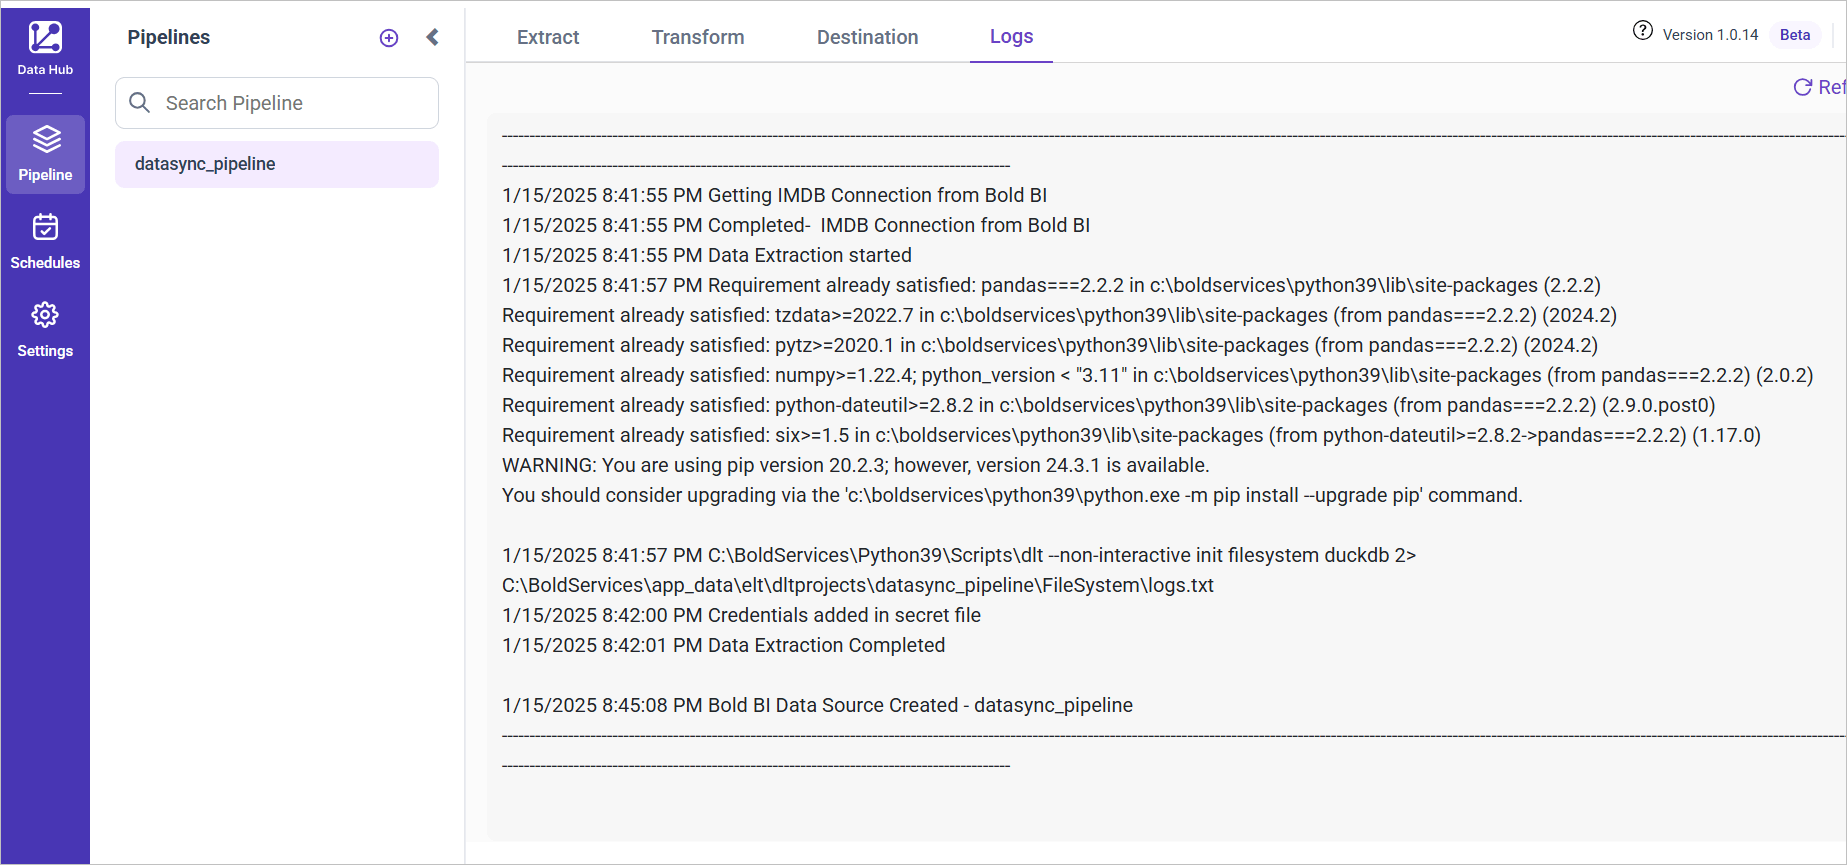 Data Hub
Pipeline
Schedules
Settings
Pipelines
Search Pipeline
datasync_pipeline
Extract Transform Destination Logs
Version 1.0.14 Beta
Ref
1/15/2025 8:41:55 PM Getting IMDB Connection from Bold BI
1/15/2025 8:41:55 PM Completed-  IMDB Connection from Bold BI
1/15/2025 8:41:55 PM Data Extraction started
1/15/2025 8:41:57 PM Requirement already satisfied: pandas===2.2.2 in c:\boldservices\python39\lib\site-packages (2.2.2)
Requirement already satisfied: tzdata>=2022.7 in c:\boldservices\python39\lib\site-packages (from pandas===2.2.2) (2024.2)
Requirement already satisfied: pytz>=2020.1 in c:\boldservices\python39\lib\site-packages (from pandas===2.2.2) (2024.2)
Requirement already satisfied: numpy>=1.22.4; python_version < "3.11" in c:\boldservices\python39\lib\site-packages (from pandas===2.2.2) (2.0.2)
Requirement already satisfied: python-dateutil>=2.8.2 in c:\boldservices\python39\lib\site-packages (from pandas===2.2.2) (2.9.0.post0)
Requirement already satisfied: six>=1.5 in c:\boldservices\python39\lib\site-packages (from python-dateutil>=2.8.2->pandas===2.2.2) (1.17.0)
WARNING: You are using pip version 20.2.3; however, version 24.3.1 is available.
You should consider upgrading via the 'c:\boldservices\python39\python.exe -m pip install --upgrade pip' command.
1/15/2025 8:41:57 PM C:\BoldServices\Python39\Scripts\dlt --non-interactive init filesystem duckdb 2>
C:\BoldServices\app_data\elt\dltprojects\datasync_pipeline\FileSystem\logs.txt
1/15/2025 8:42:00 PM Credentials added in secret file
1/15/2025 8:42:01 PM Data Extraction Completed
1/15/2025 8:45:08 PM Bold BI Data Source Created - datasync_pipeline